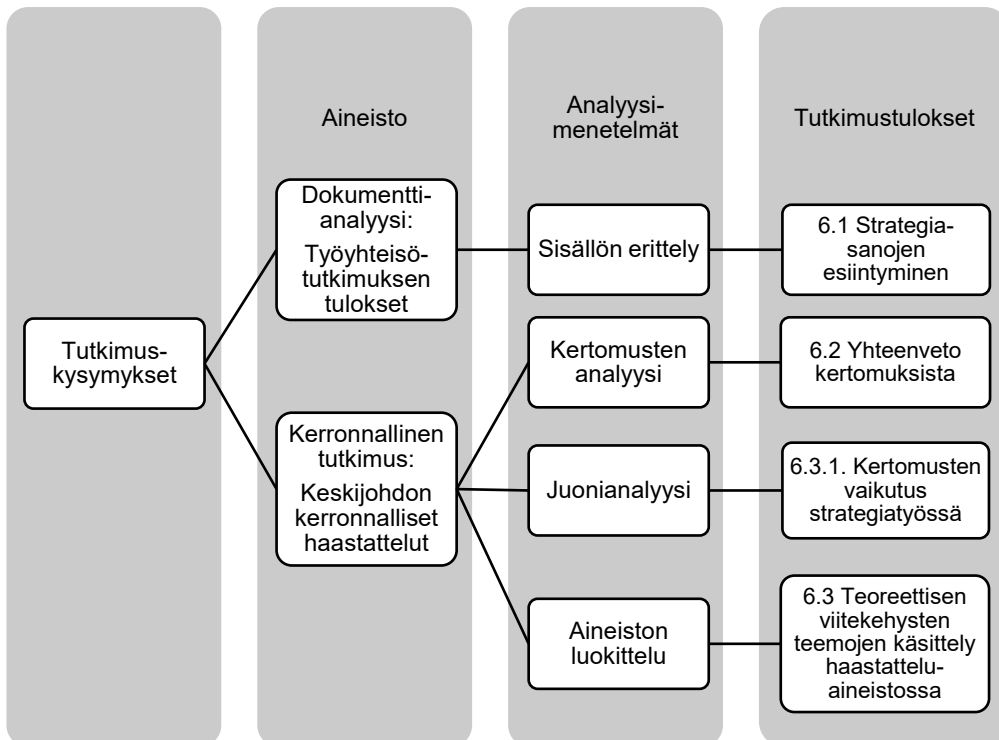 Aineisto
Analyysi-
menetelmät
Tutkimustulokset
Tutkimus-
kysymykset
Dokumentti-
analyysi:
Työyhteisö-
tutkimuksen
tulokset
Kerronnallinen
tutkimus:
Keskijohdon
kerronnalliset
haastattelut
Sisällön erittely
Kertomusten
analyysi
Juonianalyysi
Aineiston
luokittelu
6.1 Strategia-
sanojen
esiintyminen
6.2 Yhteenveto
kertomuksista
6.3.1. Kertomusten
vaikutus
strategiatyössä
6.3 Teoreettisen
viitekehysten
teemojen käsittely
haastattelu-
aineistossa